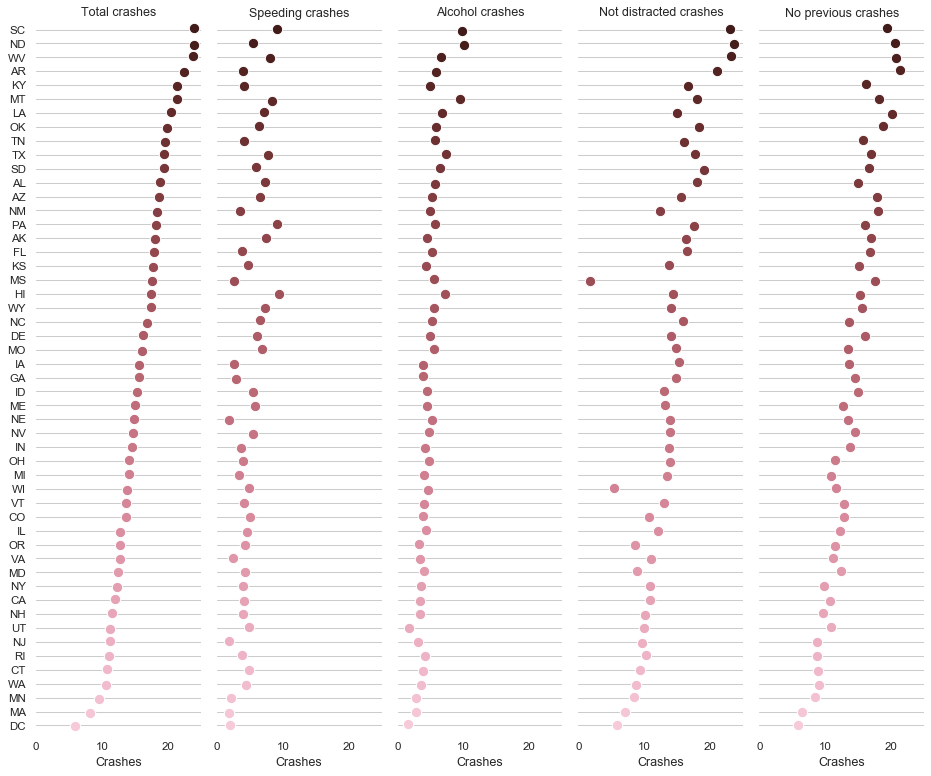 Total crashes Speeding crashes Alcohol crashes Not distracted crashes No previous crashes
SC
ND
WV
AR
KY
MT
LA
OK
TN
TX
SD
AL
AZ
NM
PA
AK
FL
KS
MS
HI
WY
NC
DE
MO
IA
GA
ID
ME
NE
NV
IN
OH
MI
WI
VT
CO
IL
OR
VA
MD
NY
CA
NH
UT
NJ
RI
CT
WA
MN
MA
DC
0 20 0 10 20 0 10 20 0 10 20 0 10 20
Crashes Crashes Crashes Crashes Crashes